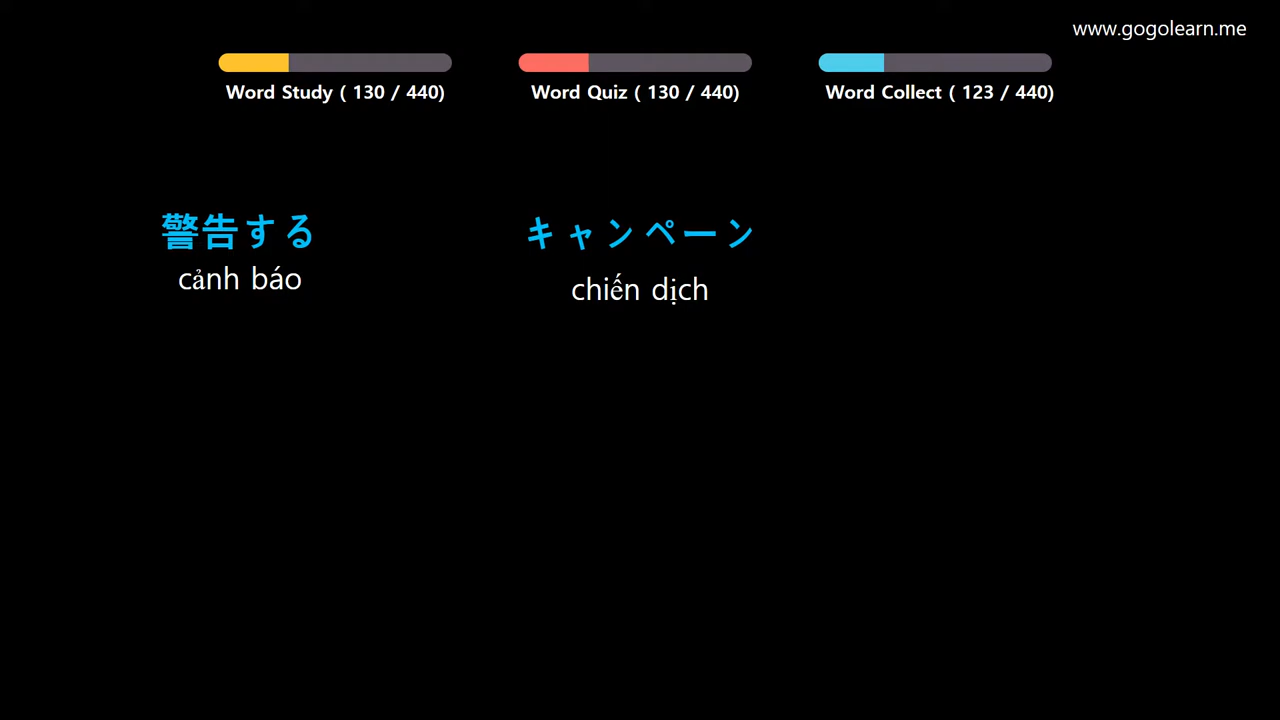 www.gogolearn.me
Word Study ( 130 / 440)
Word Quiz ( 130 / 440)
Word Collect ( 123 / 440)
警告する
cảnh báo
キャンペーン
chiến dịch